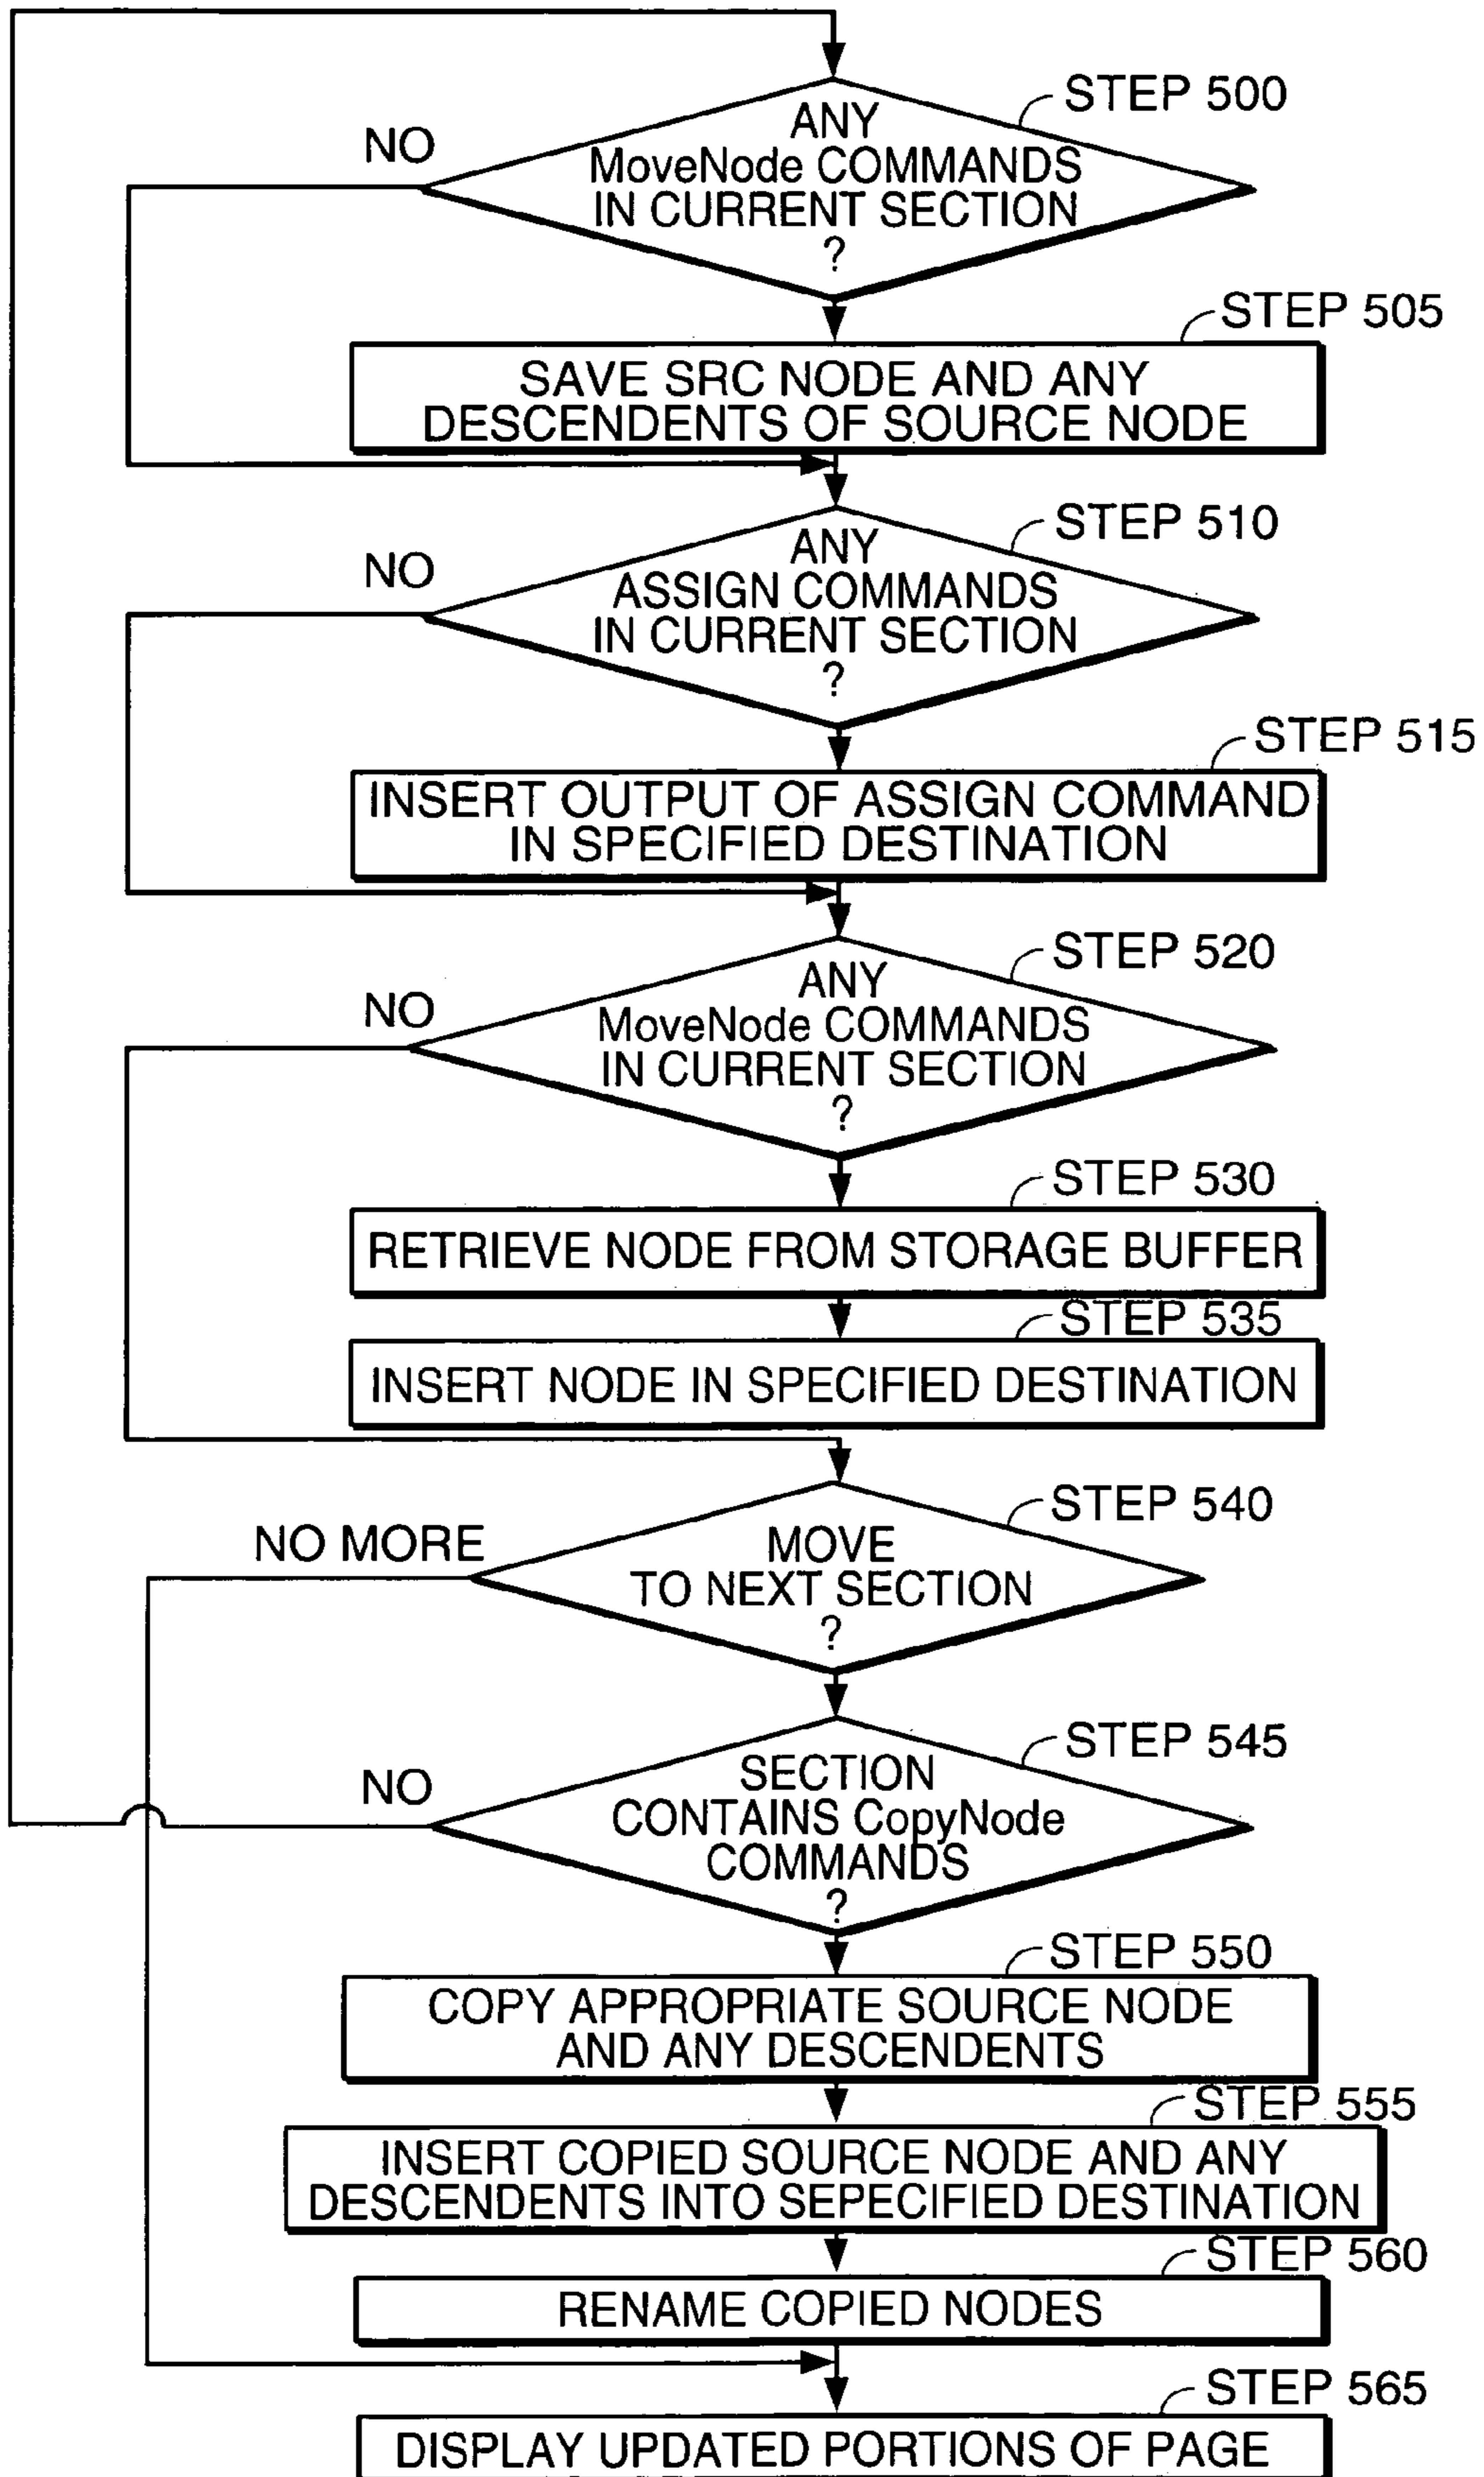 STEP 500
NO
ANY
MoveNode COMMANDS
IN CURRENT SECTION
?
STEP 505
SAVE SRC NODE AND ANY
DESCENDENTS OF SOURCE NODE
STEP 510
NO
ANY
ASSIGN COMMANDS
IN CURRENT SECTION
?
STEP 515
INSERT OUTPUT OF ASSIGN COMMAND
IN SPECIFIED DESTINATION
STEP 520
NO
ANY
MoveNode COMMANDS
IN CURRENT SECTION
?
STEP 530
RETRIEVE NODE FROM STORAGE BUFFER
STEP 535
INSERT NODE IN SPECIFIED DESTINATION
STEP 540
NO MORE
MOVE
TO NEXT SECTION
?
STEP 545
NO
SECTION
CONTAINS CopyNode
COMMANDS
?
STEP 550
COPY APPROPRIATE SOURCE NODE
AND ANY DESCENDENTS
STEP 555
INSERT COPIED SOURCE NODE AND ANY
DESCENDENTS INTO SEPECIFIED DESTINATION
STEP 560
RENAME COPIED NODES
STEP 565
DISPLAY UPDATED PORTIONS OF PAGE